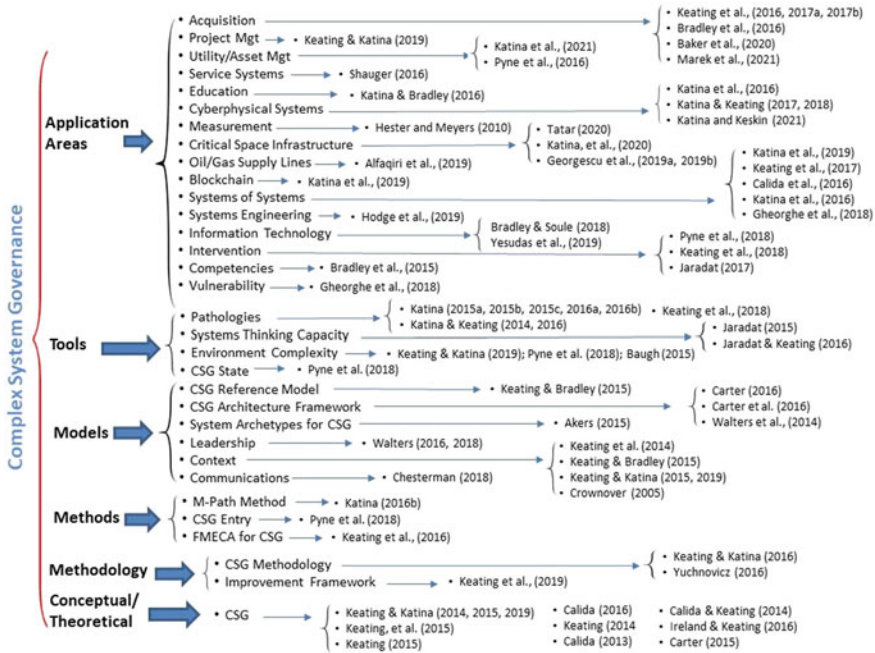 Complex System Governance
Application Areas
• Acquisition
• Keating et al., (2016, 2017a, 2017b)
• Bradley et al., (2016)
• Baker et al., (2020)
• Marek et al., (2021)
• Project Mgt
• Keating & Katina (2019)
• Utility/Asset Mgt
• Katina et al., (2021)
• Pyne et al., (2016)
• Service Systems
• Shauger (2016)
• Education
• Katina & Bradley (2016)
• Cyberphysical Systems
• Katina et al., (2016)
• Katina & Keating (2017, 2018)
• Katina and Keskin (2021)
• Measurement
• Hester and Meyers (2010)
• Critical Space Infrastructure
• Tatar (2020)
• Katina, et al., (2020)
• Georgescu et al., (2019a, 2019b)
• Oil/Gas Supply Lines
• Alfaqiri et al., (2019)
• Blockchain
• Katina et al., (2019)
• Systems of Systems
• Katina et al., (2019)
• Keating et al., (2017)
• Calida et al., (2016)
• Katina et al., (2016)
• Gheorghe et al., (2018)
• Systems Engineering
• Hodge et al., (2019)
• Information Technology
• Bradley & Soule (2018)
Yesudas et al., (2019)
• Intervention
• Pyne et al., (2018)
• Keating et al., (2018)
• Jaradat (2017)
• Competencies
• Bradley et al., (2015)
• Vulnerability
• Gheorghe et al., (2018)
Tools
• Pathologies
• Katina (2015a, 2015b, 2015c, 2016a, 2016b)
• Katina & Keating (2014, 2016)
• Keating et al., (2018)
• Systems Thinking Capacity
• Jaradat (2015)
• Jaradat & Keating (2016)
• Environment Complexity
• Keating & Katina (2019); Pyne et al. (2018); Baugh (2015)
• CSG State
• Pyne et al. (2018)
Models
• CSG Reference Model
• Keating & Bradley (2015)
• CSG Architecture Framework
• Carter (2016)
• Carter et al. (2016)
• Walters et al., (2014)
• System Archetypes for CSG
• Akers (2015)
• Leadership
• Walters (2016, 2018)
• Context
• Keating et al. (2014)
• Keating & Bradley (2015)
• Keating & Katina (2015, 2019)
• Crownover (2005)
• Communications
• Chesterman (2018)
Methods
• M-Path Method
• Katina (2016b)
• CSG Entry
• Pyne et al. (2018)
• FMECA for CSG
• Keating et al., (2016)
Methodology
• CSG Methodology
• Keating & Katina (2016)
• Yuchnovicz (2016)
• Improvement Framework
• Keating et al., (2019)
Conceptual/
Theoretical
• CSG
• Keating & Katina (2014, 2015, 2019)
• Keating, et al. (2015)
• Keating (2015)
• Calida (2016)
• Keating (2014
• Calida (2013)
• Calida & Keating (2014)
• Ireland & Keating (2016)
• Carter (2015)